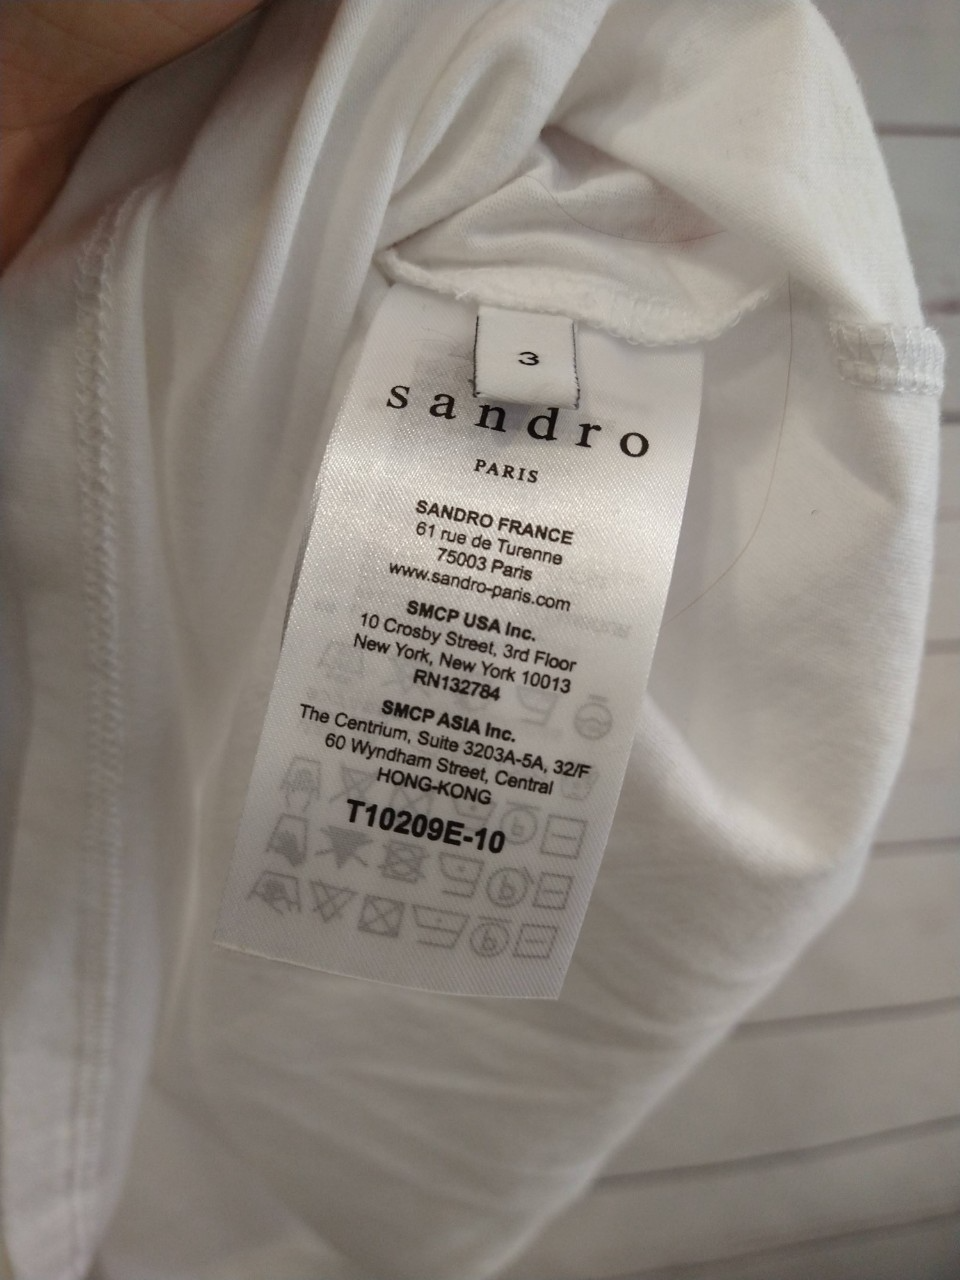 3
sandro
PARIS
SANDRO FRANCE
61 rue de Turenne
75003 Paris
www.sandro-paris.com
SMCP USA Inc.
10 Crosby Street, 3rd Floor
New York, New York 10013
RN132784
SMCP ASIA Inc.
The Centrium, Suite 3203A-5A, 32/F
60 Wyndham Street, Central
HONG-KONG
T10209E-10